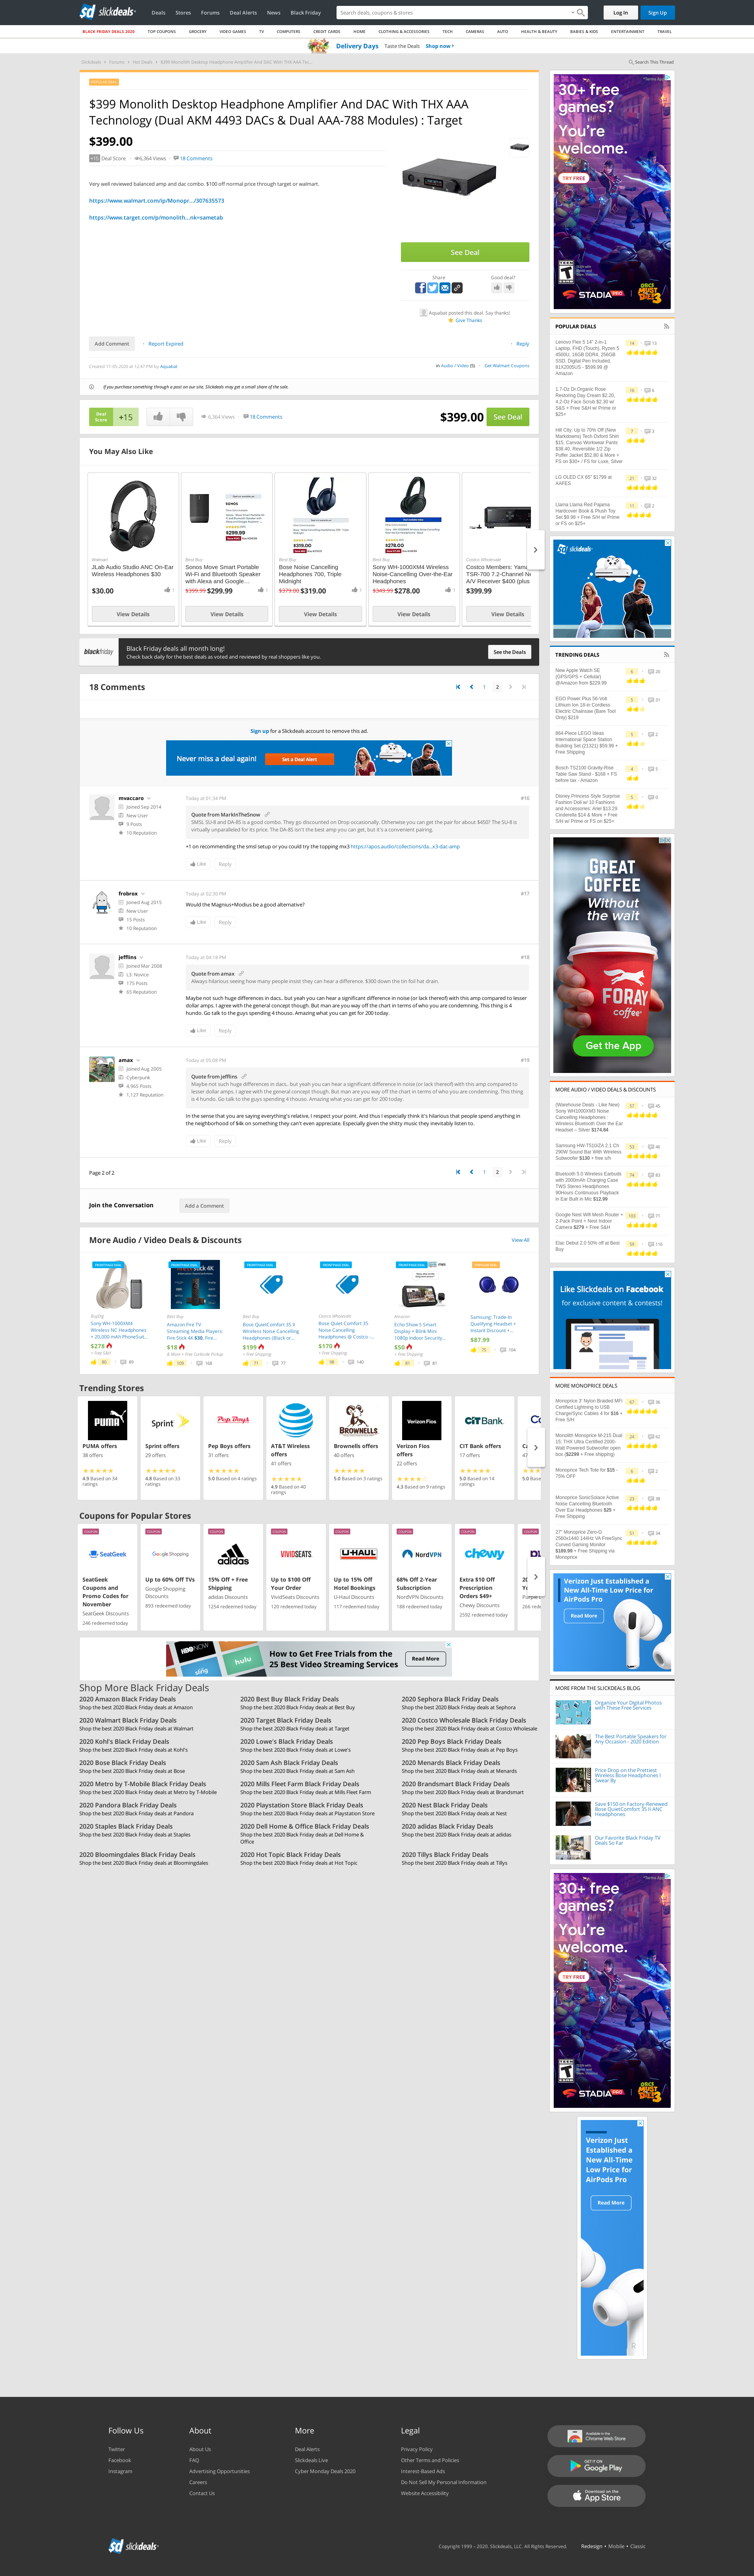 slickdeals
Deals
Stores
Forums
Deal Alerts
News
Black Friday
Search deals, coupons & stores
Log In
Sign Up
BLACK FRIDAY DEALS 2020
TOP COUPONS
GROCERY
VIDEO GAMES
TV
COMPUTERS
CREDIT CARDS
HOME
CLOTHING & ACCESSORIES
TECH
CAMERAS
AUTO
HEALTH & BEAUTY
BABIES & KIDS
ENTERTAINMENT
TRAVEL
Delivery Days Taste the Deals Shop now
Slickdeals
Forums
Hot Deals
$399 Monolith Desktop Headphone Amplifier And DAC With THX AAA Tec...
Search This Thread
POPULAR DEAL
$399 Monolith Desktop Headphone Amplifier And DAC With THX AAA
Technology (Dual AKM 4493 DACs & Dual AAA-788 Modules) : Target
$399.00
+15 Deal Score
6,364 Views
18 Comments
Very well reviewed balanced amp and dac combo, $100 off normal price through target or walmart.
https://www.walmart.com/ip/Monopr.../307635573
https://www.target.com/p/monolith...nk=sametab
See Deal
Share
Good deal?
Aquabat posted this deal. Say thanks!
Give Thanks
Add Comment
Report Expired
Reply
Created 11-05-2020 at 12:07 PM by Aquabat
in Audio / Video (5)
Get Walmart Coupons
If you purchase something through a post on our site, Slickdeals may get a small share of the sale.
Deal
Score
+15
6,364 Views
18 Comments
$399.00
See Deal
You May Also Like
Walmart
JLab Audio Studio ANC On-Ear
Wireless Headphones $30
$30.00
1
View Details
Best Buy
Sonos Move Smart Portable
Wi-Fi and Bluetooth Speaker
with Alexa and Google...
$399.99 $299.99
1
View Details
Best Buy
Bose Noise Cancelling
Headphones 700, Triple
Midnight
$379.00 $319.00
1
View Details
Best Buy
Sony WH-1000XM4 Wireless
Noise-Cancelling Over-the-Ear
Headphones
$349.99 $278.00
1
View Details
Costco Wholesale
Costco Members: Yama
TSR-700 7.2-Channel Ne
A/V Receiver $400 (plus
$399.99
View Details
blackfriday
Black Friday deals all month long!
Check back daily for the best deals as voted and reviewed by real shoppers like you.
See the Deals
18 Comments
1
2
Sign up for a Slickdeals account to remove this ad.
Never miss a deal again!
Set a Deal Alert
mvaccaro
Joined Sep 2014
New User
9 Posts
10 Reputation
Today at 01:34 PM
#16
Quote from MarkInTheSnow
SMSL SU-8 and DA-8S is a good combo. They go discounted on Drop occasionally. Otherwise you can get the pair for about $450? The SU-8 is
virtually unparalleled for its price. The DA-8S isn't the best amp you can get, but it's a convenient pairing.
+1 on recommending the smsl setup or you could try the topping mx3 https://apos.audio/collections/da...x3-dac-amp
Like
Reply
frobrox
Joined Aug 2015
New User
15 Posts
10 Reputation
Today at 02:30 PM
#17
Would the Magnius+Modius be a good alternative?
Like
Reply
jefflins
Joined Mar 2008
L3: Novice
175 Posts
65 Reputation
Today at 04:18 PM
#18
Quote from amax
Always hilarious seeing how many people insist they can hear a difference. $300 down the tin foil hat drain.
Maybe not such huge differences in dacs.. but yeah you can hear a significant difference in noise (or lack thereof) with this amp compared to lesser
dollar amps. I agree with the general concept though. But man are you way off the chart in terms of who you are condemning. This thing is 4
hundo. Go talk to the guys spending 4 thouso. Amazing what you can get for 200 today.
Like
Reply
amax
Joined Aug 2005
Cyberpunk
4,965 Posts
1,127 Reputation
Today at 05:08 PM
#19
Quote from jefflins
Maybe not such huge differences in dacs.. but yeah you can hear a significant difference in noise (or lack thereof) with this amp compared to
lesser dollar amps. I agree with the general concept though. But man are you way off the chart in terms of who you are condemning. This thing
is 4 hundo. Go talk to the guys spending 4 thouso. Amazing what you can get for 200 today.
In the sense that you are saying everything's relative, I respect your point. And thus I especially think it's hilarious that people spend anything in
the neighborhood of $4k on something they can't even appreciate. Especially given the shitty music they inevitably listen to.
Like
Reply
Page 2 of 2
1
2
Join the Conversation
Add a Comment
More Audio / Video Deals & Discounts
View All
FRONTPAGE DEAL
BuyDig
Sony WH-1000XM4
Wireless NC Headphones
+ 20,000 mAh PhoneSuit...
$278
+ Free S&H
80
89
FRONTPAGE DEAL
Best Buy
Amazon Fire TV
Streaming Media Players:
Fire Stick 4K $30, Fire...
$18
& More + Free Curbside Pickup
109
168
FRONTPAGE DEAL
Best Buy
Bose QuietComfort 35 II
Wireless Noise Cancelling
Headphones (Black or...
$199
+ Free Shipping
71
77
FRONTPAGE DEAL
Costco Wholesale
Bose Quiet Comfort 35
Noise Cancelling
Headphones @ Costco -...
$170
+ Free Shipping
86
140
FRONTPAGE DEAL
Amazon
Echo Show 5 Smart
Display + Blink Mini
1080p Indoor Security...
$50
+ Free Shipping
81
81
Samsung: Trade-In
Qualifying Headset +
Instant Discount +...
$87.99
75
104
Trending Stores
PUMA offers
38 offers
4.9 Based on 34
ratings
Sprint offers
29 offers
4.8 Based on 33
ratings
Pep Boys offers
31 offers
5.0 Based on 4 ratings
AT&T Wireless
offers
41 offers
4.9 Based on 40
ratings
Brownells offers
40 offers
5.0 Based on 3 ratings
Verizon Fios
offers
22 offers
4.3 Based on 9 ratings
CIT Bank offers
17 offers
5.0 Based on 14
ratings
Coupons for Popular Stores
COUPON
SeatGeek
SeatGeek
Coupons and
Promo Codes for
November
SeatGeek Discounts
246 redeemed today
COUPON
Google Shopping
Up to 60% Off TVs
Google Shopping
Discounts
893 redeemed today
COUPON
adidas
15% Off + Free
Shipping
adidas Discounts
1254 redeemed today
COUPON
VIVIDSEATS
Up to $100 Off
Your Order
VividSeats Discounts
120 redeemed today
COUPON
U-HAUL
Up to 15% Off
Hotel Bookings
U-Haul Discounts
117 redeemed today
COUPON
NordVPN
68% Off 2-Year
Subscription
NordVPN Discounts
188 redeemed today
COUPON
chewy
Extra $10 Off
Prescription
Orders $49+
Chewy Discounts
2592 redeemed today
HBO NOW
sling
hulu
How to Get Free Trials from the
25 Best Video Streaming Services
Read More
Shop More Black Friday Deals
2020 Amazon Black Friday Deals
Shop the best 2020 Black Friday deals at Amazon
2020 Best Buy Black Friday Deals
Shop the best 2020 Black Friday deals at Best Buy
2020 Sephora Black Friday Deals
Shop the best 2020 Black Friday deals at Sephora
2020 Walmart Black Friday Deals
Shop the best 2020 Black Friday deals at Walmart
2020 Target Black Friday Deals
Shop the best 2020 Black Friday deals at Target
2020 Costco Wholesale Black Friday Deals
Shop the best 2020 Black Friday deals at Costco Wholesale
2020 Kohl's Black Friday Deals
Shop the best 2020 Black Friday deals at Kohl's
2020 Lowe's Black Friday Deals
Shop the best 2020 Black Friday deals at Lowe's
2020 Pep Boys Black Friday Deals
Shop the best 2020 Black Friday deals at Pep Boys
2020 Bose Black Friday Deals
Shop the best 2020 Black Friday deals at Bose
2020 Sam Ash Black Friday Deals
Shop the best 2020 Black Friday deals at Sam Ash
2020 Menards Black Friday Deals
Shop the best 2020 Black Friday deals at Menards
2020 Metro by T-Mobile Black Friday Deals
Shop the best 2020 Black Friday deals at Metro by T-Mobile
2020 Mills Fleet Farm Black Friday Deals
Shop the best 2020 Black Friday deals at Mills Fleet Farm
2020 Brandsmart Black Friday Deals
Shop the best 2020 Black Friday deals at Brandsmart
2020 Pandora Black Friday Deals
Shop the best 2020 Black Friday deals at Pandora
2020 Playstation Store Black Friday Deals
Shop the best 2020 Black Friday deals at Playstation Store
2020 Nest Black Friday Deals
Shop the best 2020 Black Friday deals at Nest
2020 Staples Black Friday Deals
Shop the best 2020 Black Friday deals at Staples
2020 Dell Home & Office Black Friday Deals
Shop the best 2020 Black Friday deals at Dell Home &
Office
2020 adidas Black Friday Deals
Shop the best 2020 Black Friday deals at adidas
2020 Bloomingdales Black Friday Deals
Shop the best 2020 Black Friday deals at Bloomingdales
2020 Hot Topic Black Friday Deals
Shop the best 2020 Black Friday deals at Hot Topic
2020 Tillys Black Friday Deals
Shop the best 2020 Black Friday deals at Tillys
30+ free
games?
You're
welcome.
TRY FREE
STADIA PRO
POPULAR DEALS
Lenovo Flex 5 14" 2-in-1
Laptop, FHD (Touch), Ryzen 5
4500U, 16GB DDR4, 256GB
SSD, Digital Pen Included,
81X200SUS - $599.99 @
Amazon
14
13
1.7-Oz Dr.Organic Rose
Restoring Day Cream $2.20,
4.2-Oz Face Scrub $2.30 w/
S&S + Free S&H w/ Prime or
$25+
16
6
Hill City: Up to 70% Off (New
Markdowns) Tech Oxford Shirt
$15, Canvas Workwear Pants
$38.40, Reversible 1/2 Zip
Puffer Jacket $52.80 & More +
FS on $30+ / FS for Luxe, Silver
7
3
LG OLED CX 65" $1799 at
AAFES
21
32
Llama Llama Red Pajama
Hardcover Book & Plush Toy
Set $9.98 + Free S/H w/ Prime
or FS on $25+
11
2
slickdeals
TRENDING DEALS
New Apple Watch SE
(GPS/GPS + Cellular)
@Amazon from $229.99
6
20
EGO Power Plus 56-Volt
Lithium Ion 18-in Cordless
Electric Chainsaw (Bare Tool
Only) $219
5
31
864-Piece LEGO Ideas
International Space Station
Building Set (21321) $59.99 +
Free Shipping
5
2
Bosch TS2100 Gravity-Rise
Table Saw Stand - $169 + FS
before tax - Amazon
4
5
Disney Princess Style Surprise
Fashion Doll w/ 10 Fashions
and Accessories: Ariel $13.29
Cinderella $14 & More + Free
S/H w/ Prime or FS on $25+
5
0
GREAT
COFFEE
Without
the wait
FORAY
coffee
Get the App
MORE AUDIO / VIDEO DEALS & DISCOUNTS
(Warehouse Deals - Like New)
Sony WH1000XM3 Noise
Cancelling Headphones :
Wireless Bluetooth Over the Ear
Headset – Silver $174.84
57
45
Samsung HW-T510/ZA 2.1 Ch
290W Sound Bar With Wireless
Subwoofer $130 + free s/h
53
46
Bluetooth 5.0 Wireless Earbuds
with 2000mAh Charging Case
TWS Stereo Headphones
90Hours Continuous Playback
in Ear Built in Mic $12.99
74
83
Google Nest Wifi Mesh Router +
2-Pack Point + Nest Indoor
Camera $279 + Free S&H
103
71
Elac Debut 2.0 50% off at Best
Buy
59
116
Like Slickdeals on Facebook
for exclusive content & contests!
MORE MONOPRICE DEALS
Monoprice 3' Nylon Braided MFi
Certified Lightning to USB
Charge/Sync Cables 4 for $16 +
Free S/H
67
36
Monolith Monoprice M-215 Dual
15, THX Ultra Certified 2000-
Watt Powered Subwoofer open
box ($2299 + Free shipping)
24
62
Monoprice Tech Tote for $15 -
75% OFF
6
2
Monoprice SonicSolace Active
Noise Cancelling Bluetooth
Over Ear Headphones $25 +
Free Shipping
23
38
27" Monoprice Zero-G
2560x1440 144Hz VA FreeSync
Curved Gaming Monitor
$189.99 + Free Shipping via
Monoprice
51
34
Verizon Just Established a
New All-Time Low Price for
AirPods Pro
Read More
MORE FROM THE SLICKDEALS BLOG
Organize Your Digital Photos
with These Free Services
The Best Portable Speakers for
Any Occasion - 2020 Edition
Price Drop on the Prettiest
Wireless Bose Headphones I
Swear By
Save $150 on Factory-Renewed
Bose QuietComfort 35 II ANC
Headphones
Our Favorite Black Friday TV
Deals So Far
30+ free
games?
You're
welcome.
TRY FREE
STADIA PRO
Verizon Just
Established a
New All-Time
Low Price for
AirPods Pro
Read More
Follow Us
Twitter
Facebook
Instagram
About
About Us
FAQ
Advertising Opportunities
Careers
Contact Us
More
Deal Alerts
Slickdeals Live
Cyber Monday Deals 2020
Legal
Privacy Policy
Other Terms and Policies
Interest-Based Ads
Do Not Sell My Personal Information
Website Accessibility
Available in the
Chrome Web Store
GET IT ON
Google Play
Download on the
App Store
slickdeals
Copyright 1999 - 2020. Slickdeals, LLC. All Rights Reserved.
Redesign • Mobile • Classic